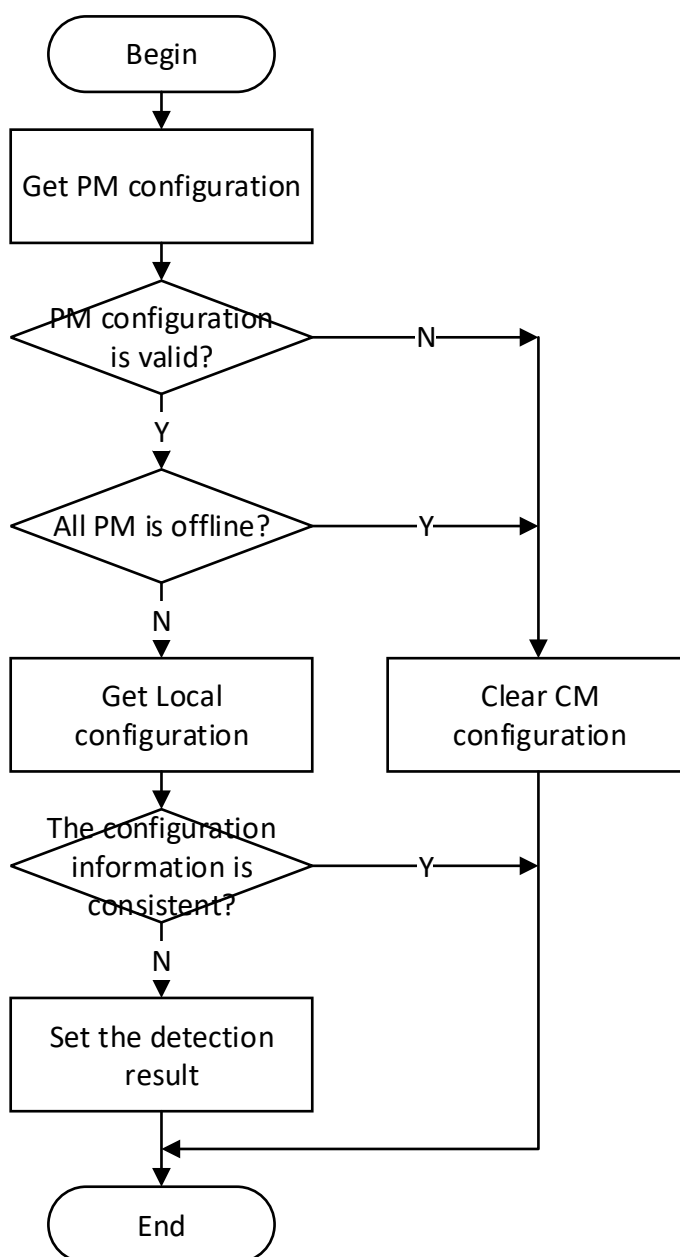 Begin
Get PM configuration
PM configuration
is valid?
N
Y
All PM is offline?
Y
N
Get Local
configuration
Clear CM
configuration
The configuration
information is
consistent?
Y
N
Set the detection
result
End